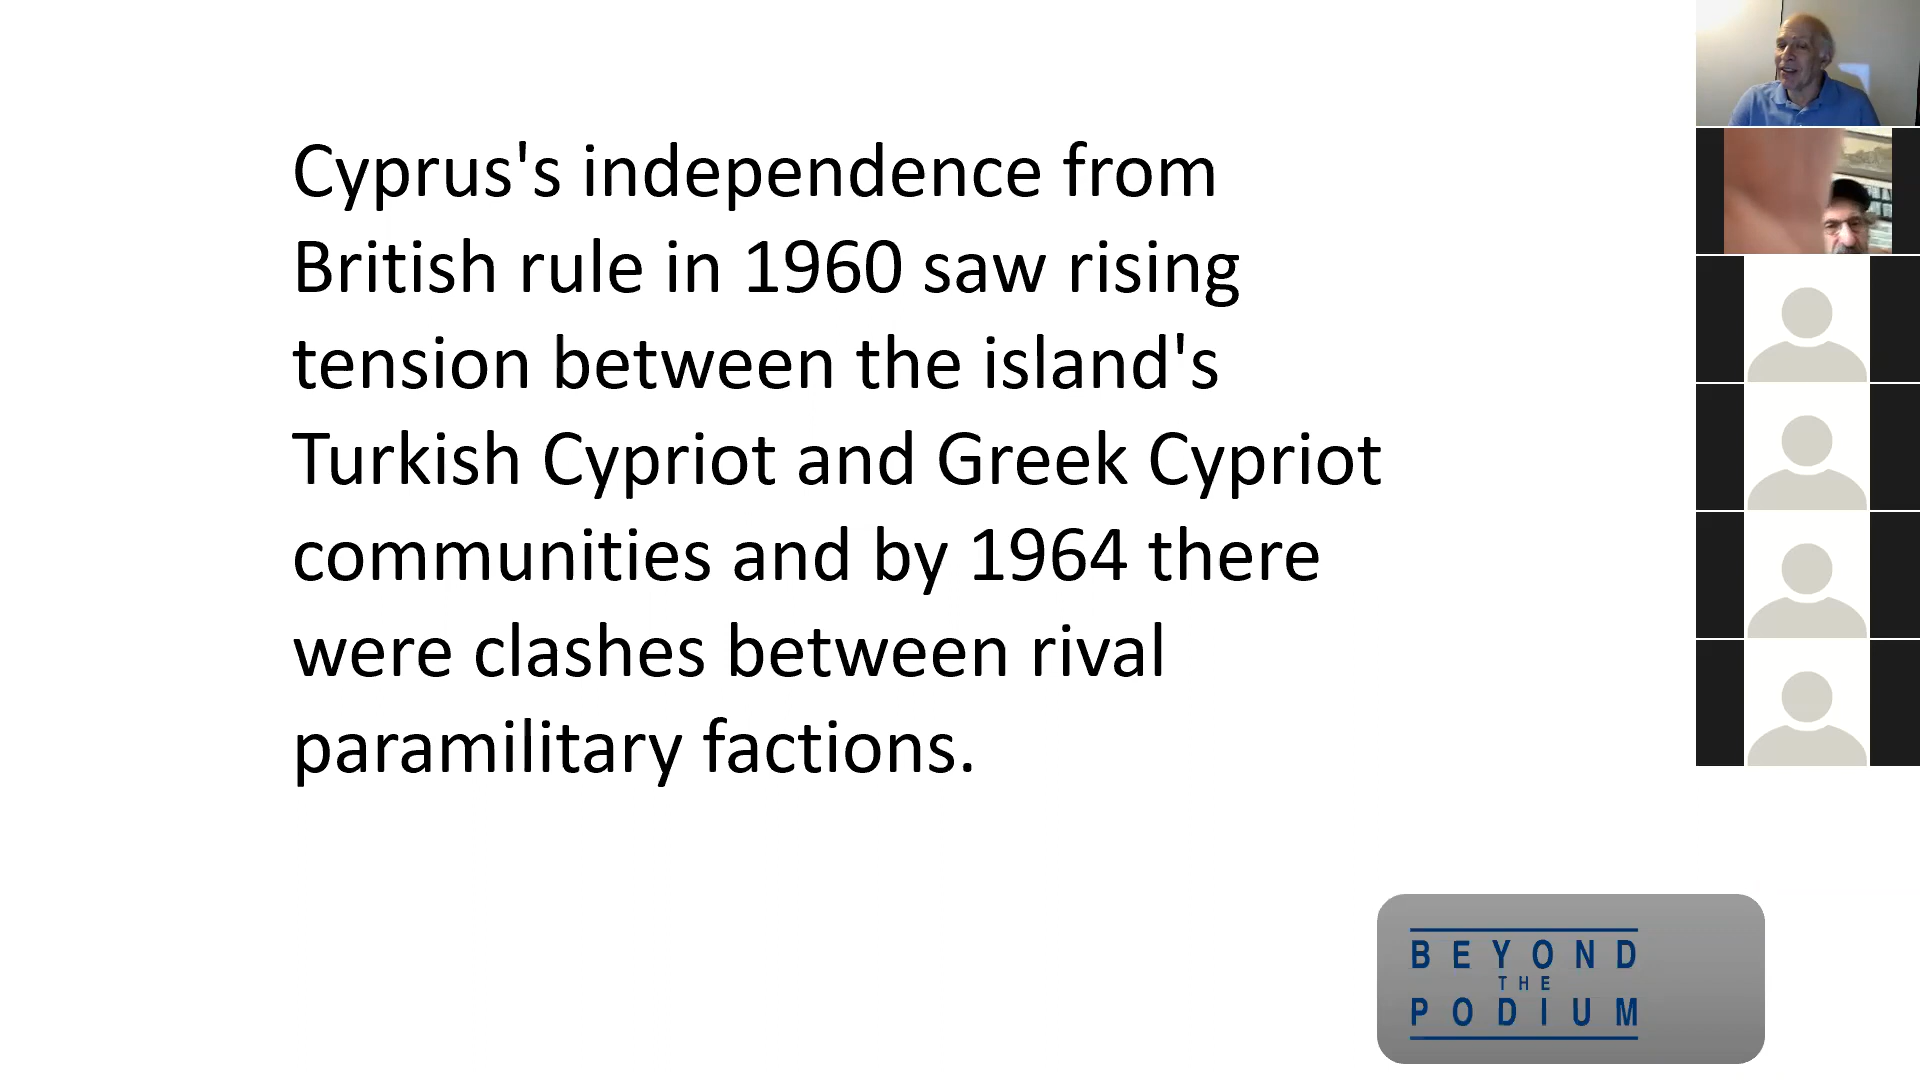 Cyprus's independence from
British rule in 1960 saw rising
tension between the island's
Turkish Cypriot and Greek Cypriot
communities and by 1964 there
were clashes between rival
paramilitary factions.
BEYOND
THE
PODIUM